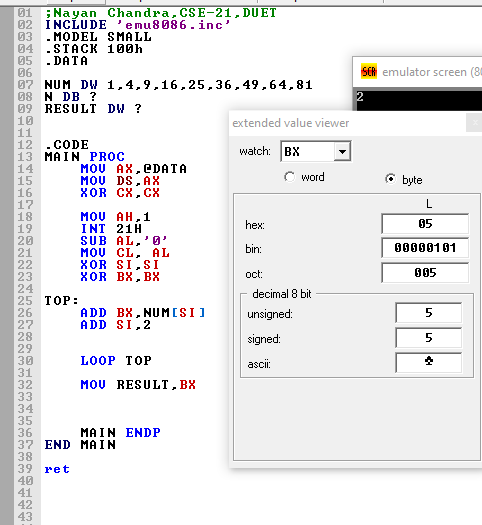 01 ;Nayan Chandra,CSE-21,DUET
02 INCLUDE 'emu8086.inc'
03 .MODEL SMALL
04 .STACK 100h
05 .DATA
06
07 NUM DW 1,4,9,16,25,36,49,64,81
08 N DB ?
09 RESULT DW ?
10
11
12 .CODE
13 MAIN PROC
14 MOV AX,@DATA
15 MOV DS,AX
16 XOR CX,CX
17
18 MOV AH,1
19 INT 21H
20 SUB AL,'0'
21 MOV CL, AL
22 XOR SI,SI
23 XOR BX,BX
24
25 TOP:
26 ADD BX,NUM[SI]
27 ADD SI,2
28
29
30 LOOP TOP
31
32 MOV RESULT,BX
33
34
35
36 MAIN ENDP
37 END MAIN
38
39 ret
40
41
42
43
SCR emulator screen (80
2
extended value viewer
watch: BX
word byte
L
hex: 05
bin: 00000101
oct: 005
decimal 8 bit
unsigned: 5
signed: 5
ascii: ♣